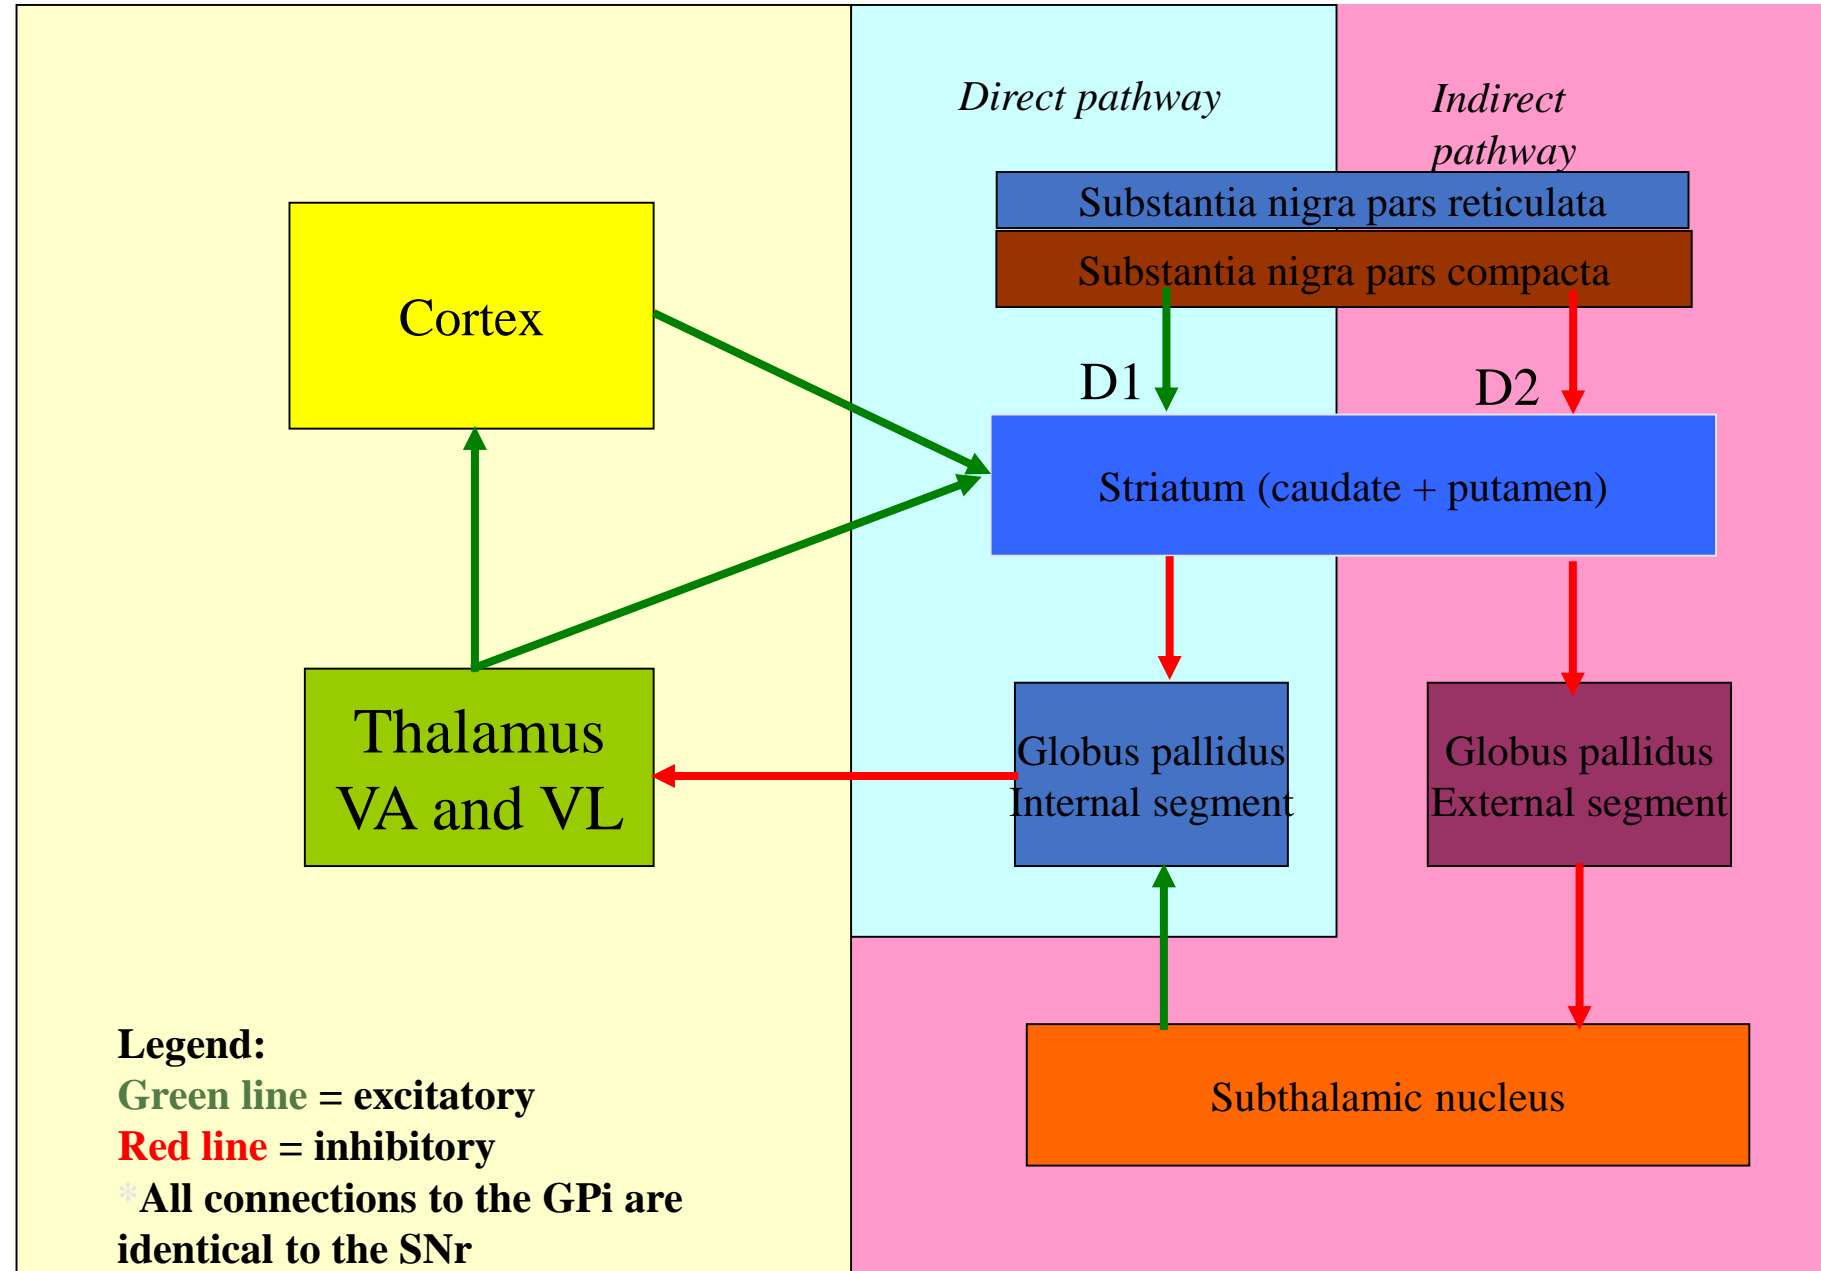 Direct pathway
Indirect
pathway
Substantia nigra pars reticulata
Substantia nigra pars compacta
Cortex
D1
D2
Striatum (caudate + putamen)
Thalamus
VA and VL
Globus pallidus
Internal segment
Globus pallidus
External segment
Subthalamic nucleus
Legend:
Green line = excitatory
Red line = inhibitory
*All connections to the GPi are
identical to the SNr